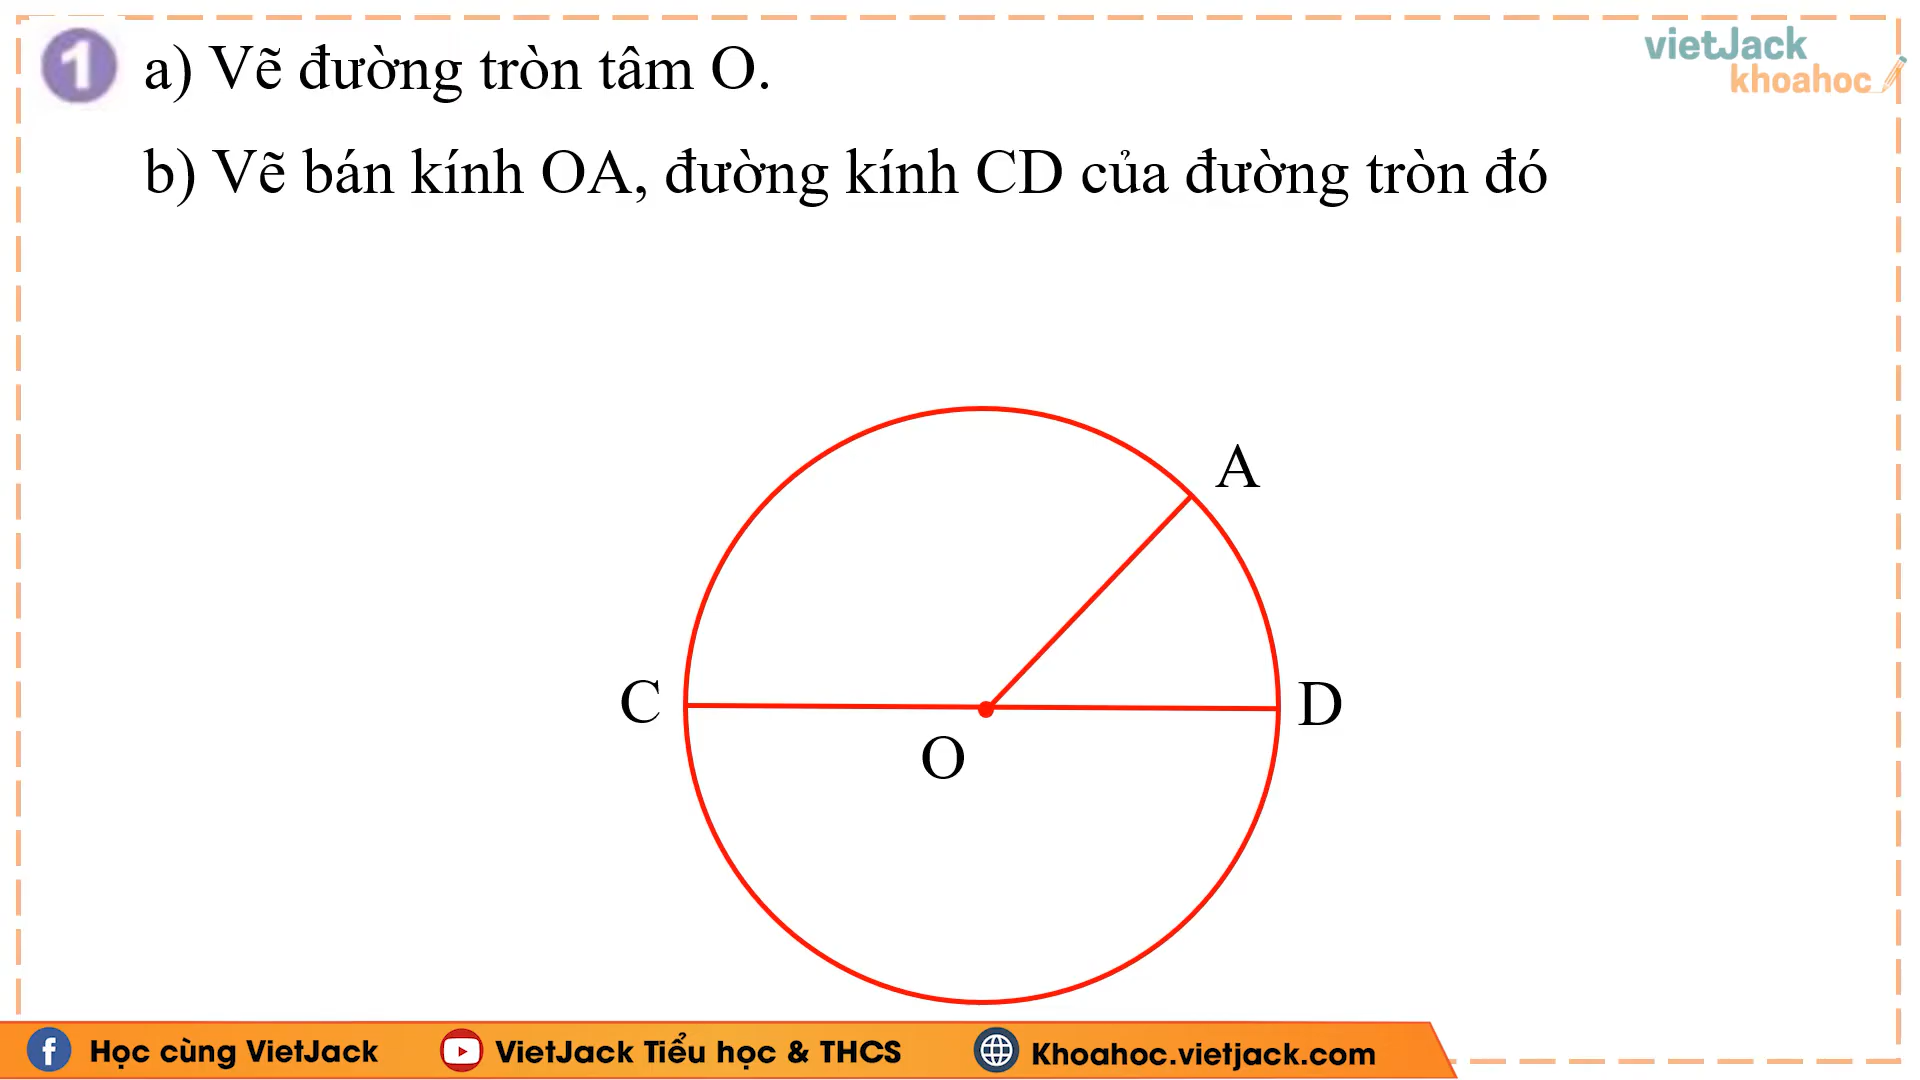 1 a) Vẽ đường tròn tâm O.
vietJack
khoahoc
b) Vẽ bán kính OA, đường kính CD của đường tròn đó
A
C
D
O
f Học cùng VietJack
VietJack Tiểu học & THCS
Khoahoc.vietjack.com